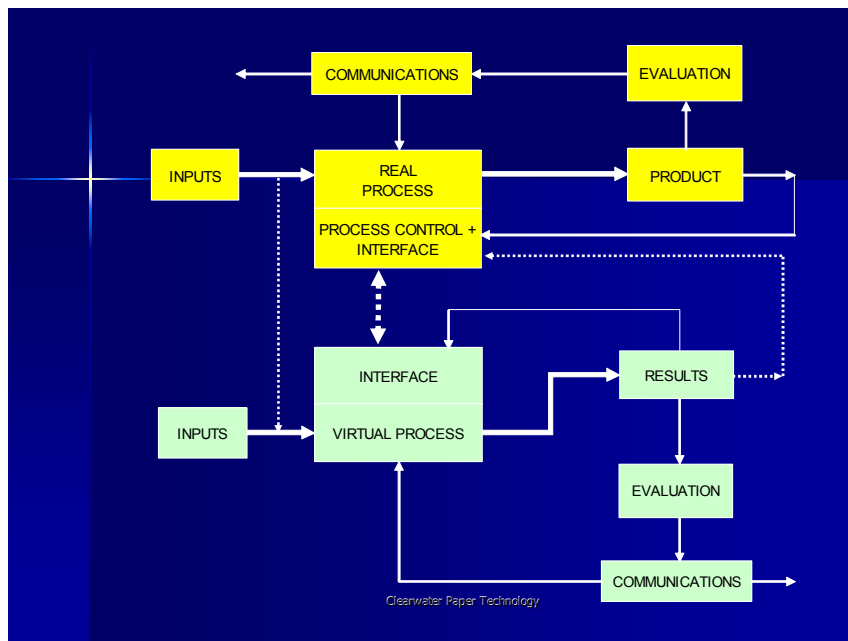 COMMUNICATIONS
EVALUATION
INPUTS
REAL
PROCESS
PRODUCT
PROCESS CONTROL +
INTERFACE
INTERFACE
RESULTS
INPUTS
VIRTUAL PROCESS
EVALUATION
COMMUNICATIONS
Clearwater Paper Technology